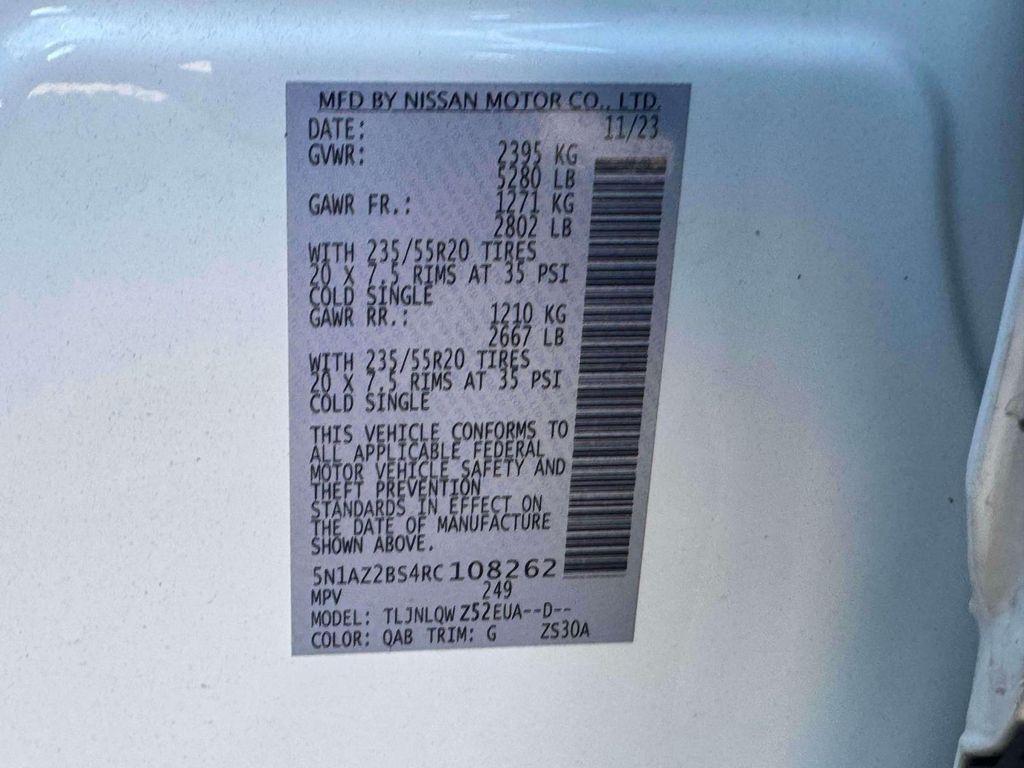 MFD BY NISSAN MOTOR CO., LTD.
DATE: 11/23
GVWR: 2395 KG
5280 LB
GAWR FR.: 1271 KG
2802 LB
WITH 235/55R20 TIRES
20 X 7.5 RIMS AT 35 PSI
COLD SINGLE
GAWR RR.: 1210 KG
2667 LB
WITH 235/55R20 TIRES
20 X 7.5 RIMS AT 35 PSI
COLD SINGLE
THIS VEHICLE CONFORMS TO
ALL APPLICABLE FEDERAL
MOTOR VEHICLE SAFETY AND
THEFT PREVENTION
STANDARDS IN EFFECT ON
THE DATE OF MANUFACTURE
SHOWN ABOVE.
5N1AZ2BS4RC108262
MPV 249
MODEL: TLJNLQW Z52EUA--D--
COLOR: QAB TRIM: G ZS30A